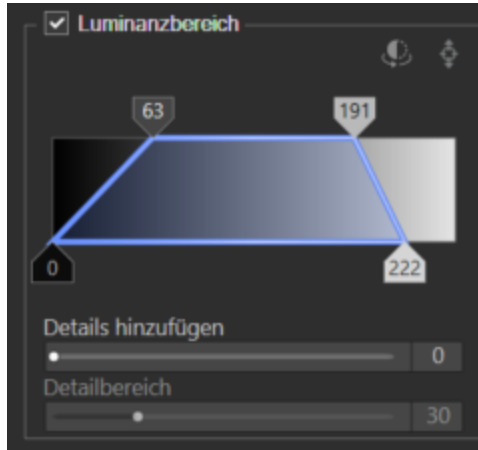 Luminanzbereich
63 191
0 222
Details hinzufügen
0
Detailbereich
30